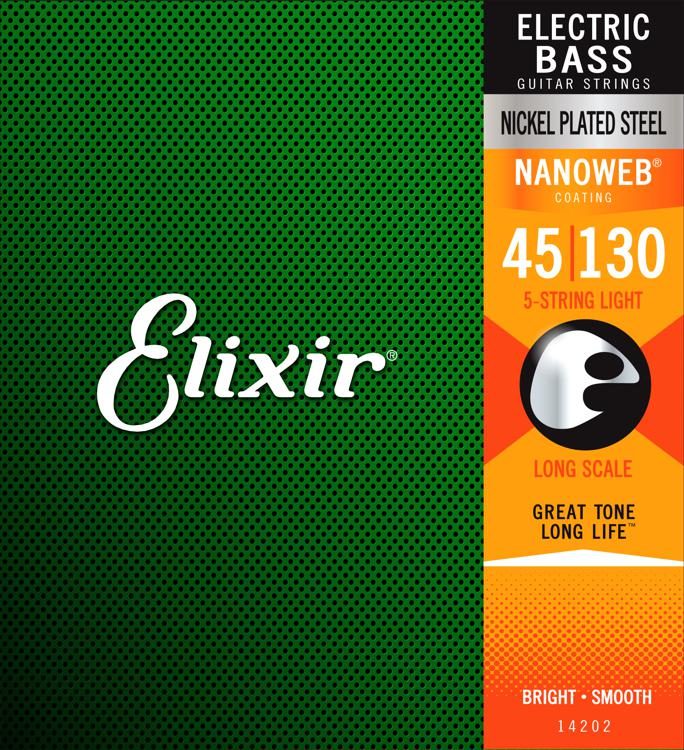 ELECTRIC
BASS
GUITAR STRINGS
NICKEL PLATED STEEL
NANOWEB®
COATING
45|130
5-STRING LIGHT
Elixir®
LONG SCALE
GREAT TONE
LONG LIFE™
BRIGHT • SMOOTH
14202